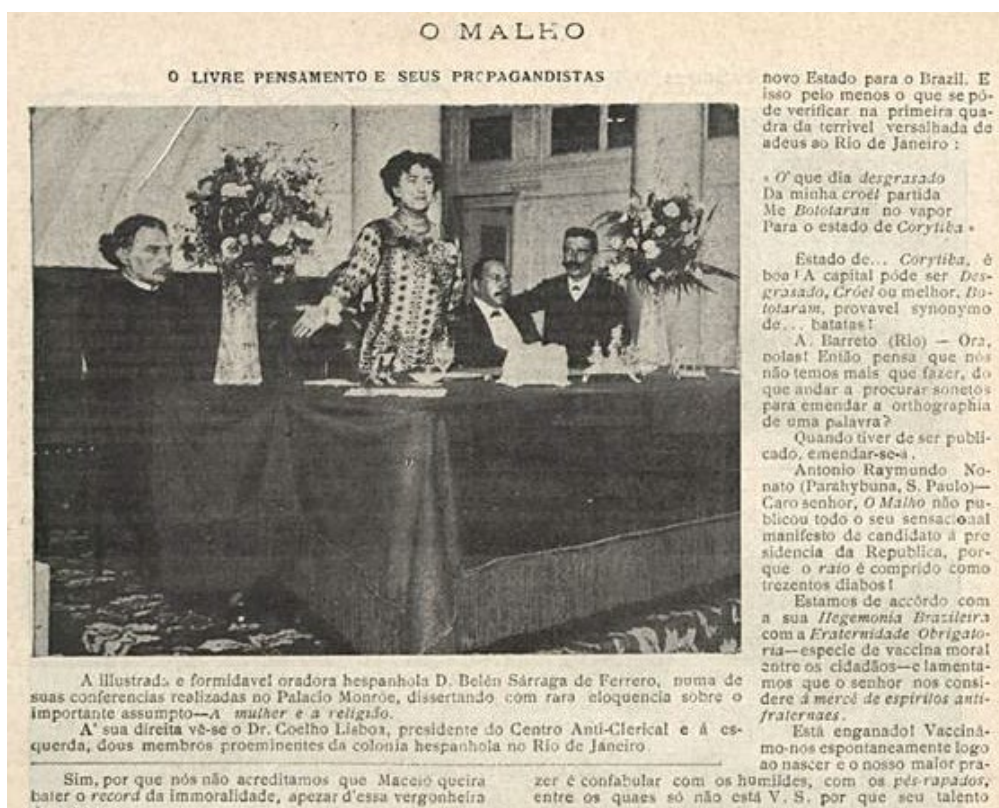 O MALHO
O LIVRE PENSAMENTO E SEUS PROPAGANDISTAS
A illustrada e formidavel oradora hespanhola D. Belén Sárraga de Ferrero, numa de
suas conferencias realizadas no Palacio Monróe, dissertando com rara eloquencia sobre o
importante assumpto—A mulher e a religião.
A' sua direita vê-se o Dr. Coelho Lisboa, presidente do Centro Anti-Clerical e á es-
querda, dous membros proeminentes da colonia hespanhola no Rio de Janeiro
Sim, por que nós não acreditamos que Maceió queira
bater o record da immoralidade, apezar d'essa vergonheira
zer é confabular com os humildes, com os pés-rapados,
entre os quaes só não está V. S. por que seu talento
novo Estado para o Brazil. E
isso pelo menos o que se pó-
de verificar na primeira qua-
dra da terrivel versalhada de
adeus ao Rio de Janeiro :
« O' que dia desgrasado
Da minha croél partida
Me Bototaran no vapor
Para o estado de Corytiba »
Estado de... Corytiba, é
boa ! A capital póde ser Des-
grasado, Cróel ou melhor, Bo-
totaram, provavel synonymo
de... batatas !
A. Barreto (Rio) — Ora,
bolas! Então pensa que nós
não temos mais que fazer, do
que andar a procurar sonetos
para emendar a orthographia
de uma palavra?
Quando tiver de ser publi-
cado, emendar-se-á.
Antonio Raymundo No-
nato (Parahybuna, S. Paulo)—
Caro senhor, O Malho não pu-
blicou todo o seu sensacional
manifesto de candidato á pre
sidencia da Republica, por-
que o raio é comprido como
trezentos diabos !
Estamos de accôrdo com
a sua Hegemonia Brazileira
com a Fraternidade Obrigato-
ria—especie de vaccina moral
entre os cidadãos—e lamenta-
mos que o senhor nos consi-
dere á mercê de espiritos anti-
fraternaes.
Está enganado! Vacciná-
mo-nos espontaneamente logo
ao nascer e o nosso maior pra-